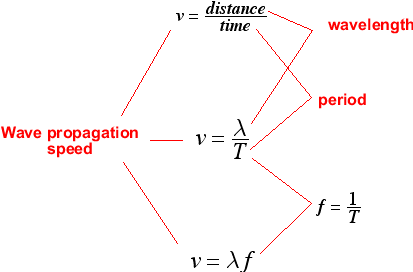 v = distance / time
wavelength
period
Wave propagation
speed
v = λ / T
f = 1 / T
v = λf